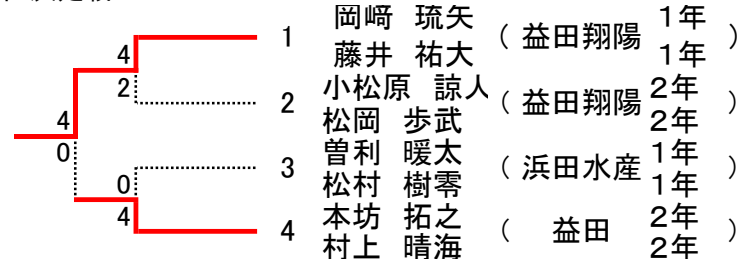 岡﨑 琉矢 1年
4 1 ( 益田翔陽 )
藤井 祐大 1年
2 小松原 諒人 2年
4 2 ( 益田翔陽 )
松岡 歩武 2年
0 曽利 暖太 1年
0 3 ( 浜田水産 )
松村 樹零 1年
4 本坊 拓之 2年
4 ( 益田 )
村上 晴海 2年